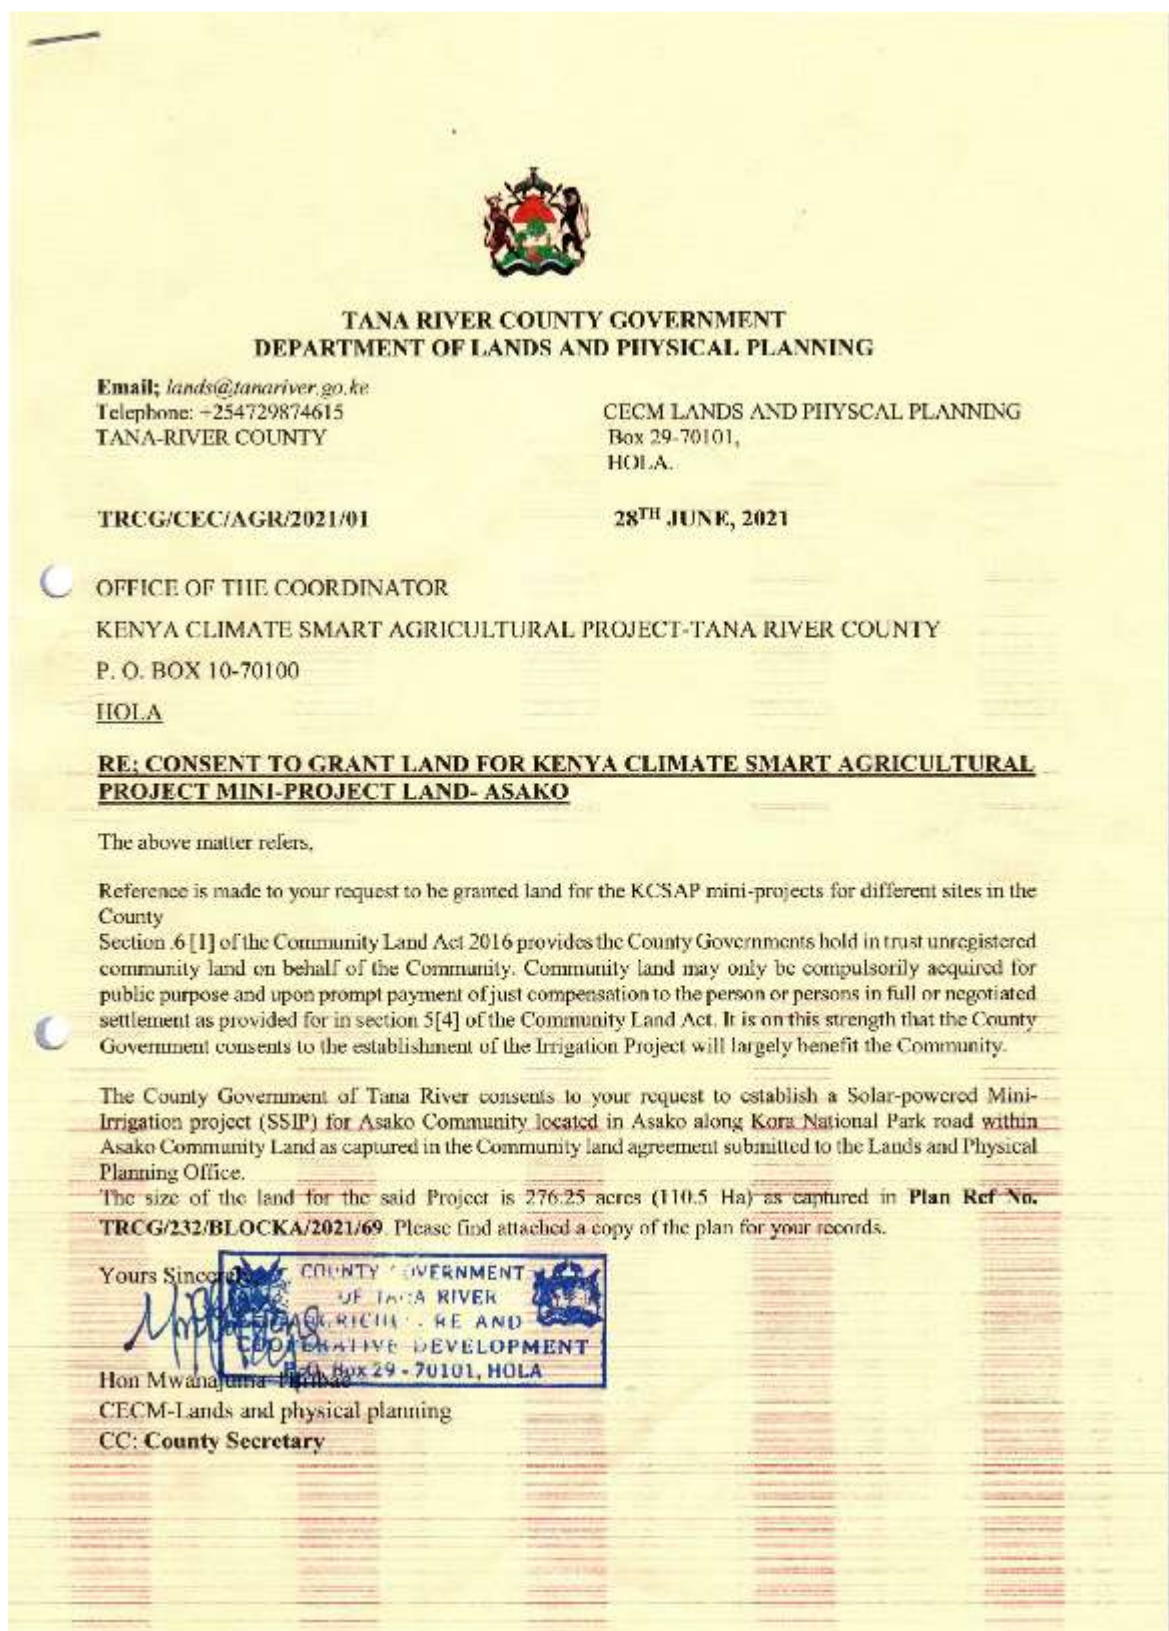 TANA RIVER COUNTY GOVERNMENT
DEPARTMENT OF LANDS AND PHYSICAL PLANNING
Email; lands@tanariver.go.ke
Telephone: +254729874615
TANA-RIVER COUNTY
CECM LANDS AND PHYSCAL PLANNING
Box 29-70101,
HOLA.
TRCG/CEC/AGR/2021/01
28TH JUNE, 2021
OFFICE OF THE COORDINATOR
KENYA CLIMATE SMART AGRICULTURAL PROJECT-TANA RIVER COUNTY
P. O. BOX 10-70100
HOLA
RE; CONSENT TO GRANT LAND FOR KENYA CLIMATE SMART AGRICULTURAL
PROJECT MINI-PROJECT LAND- ASAKO
The above matter refers,
Reference is made to your request to be granted land for the KCSAP mini-projects for different sites in the
County
Section .6 [1] of the Community Land Act 2016 provides the County Governments hold in trust unregistered
community land on behalf of the Community. Community land may only be compulsorily acquired for
public purpose and upon prompt payment of just compensation to the person or persons in full or negotiated
settlement as provided for in section 5[4] of the Community Land Act. It is on this strength that the County
Government consents to the establishment of the Irrigation Project will largely benefit the Community.
The County Government of Tana River consents to your request to establish a Solar-powered Mini-
Irrigation project (SSIP) for Asako Community located in Asako along Kora National Park road within
Asako Community Land as captured in the Community land agreement submitted to the Lands and Physical
Planning Office.
The size of the land for the said Project is 276.25 acres (110.5 Ha) as captured in Plan Ref No.
TRCG/232/BLOCKA/2021/69. Please find attached a copy of the plan for your records.
Yours Sincerely
COUNTY GOVERNMENT
OF TANA RIVER
AGRICULTURE AND
COOPERATIVE DEVELOPMENT
P.O. Box 29 - 70101, HOLA
Hon Mwanajuma
CECM-Lands and physical planning
CC: County Secretary